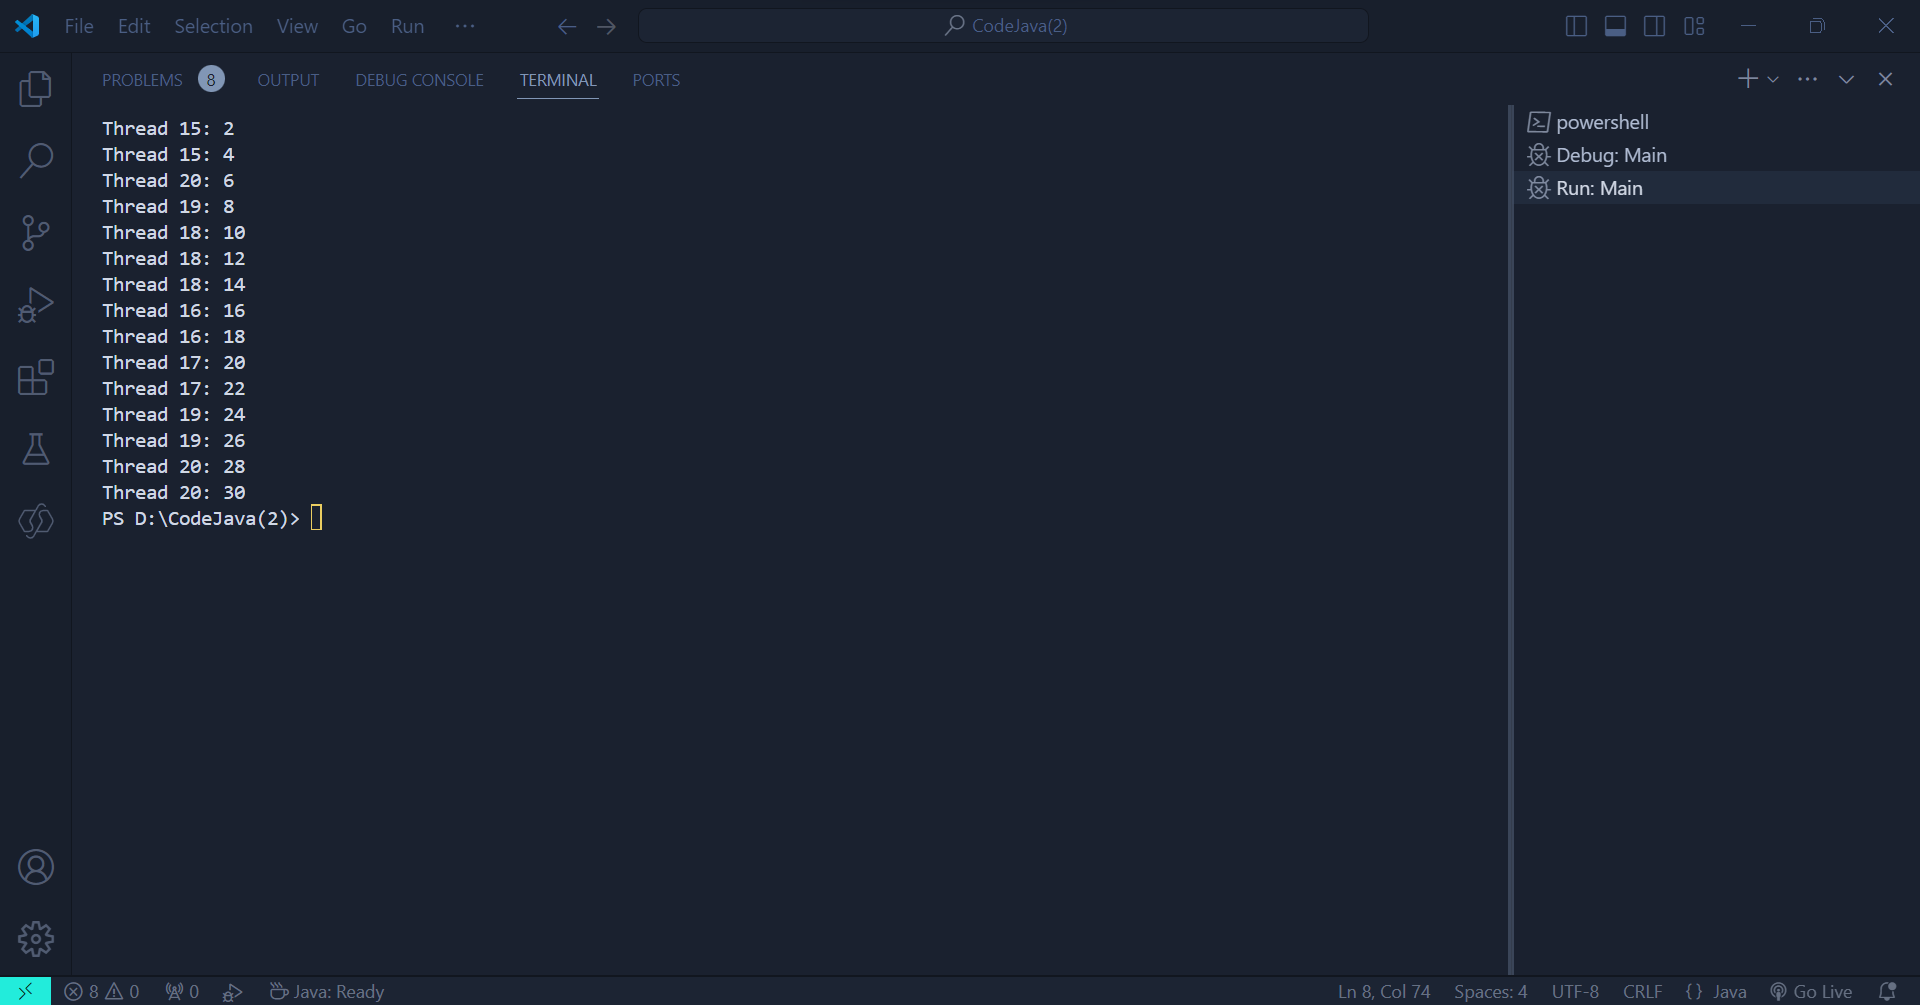 File Edit Selection View Go Run ···
CodeJava(2)
PROBLEMS 8 OUTPUT DEBUG CONSOLE TERMINAL PORTS
Thread 15: 2
Thread 15: 4
Thread 20: 6
Thread 19: 8
Thread 18: 10
Thread 18: 12
Thread 18: 14
Thread 16: 16
Thread 16: 18
Thread 17: 20
Thread 17: 22
Thread 19: 24
Thread 19: 26
Thread 20: 28
Thread 20: 30
PS D:\CodeJava(2)>
powershell
Debug: Main
Run: Main
8 0 0 Java: Ready Ln 8, Col 74 Spaces: 4 UTF-8 CRLF {} Java Go Live